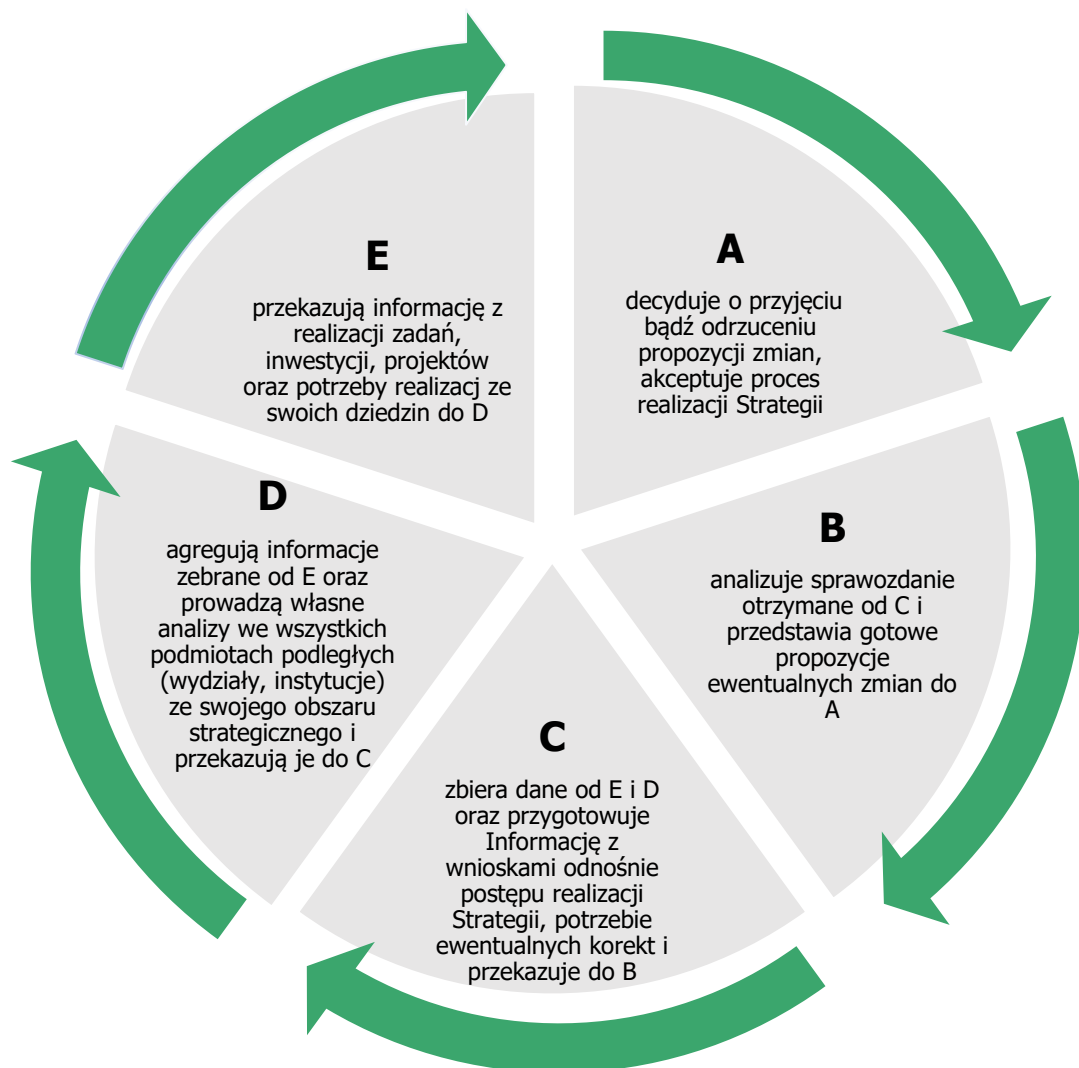 A
decyduje o przyjęciu
bądź odrzuceniu
propozycji zmian,
akceptuje proces
realizacji Strategii
B
analizuje sprawozdanie
otrzymane od C i
przedstawia gotowe
propozycje
ewentualnych zmian do
A
C
zbiera dane od E i D
oraz przygotowuje
Informację z
wnioskami odnośnie
postępu realizacji
Strategii, potrzebie
ewentualnych korekt i
przekazuje do B
D
agregują informacje
zebrane od E oraz
prowadzą własne
analizy we wszystkich
podmiotach podległych
(wydziały, instytucje)
ze swojego obszaru
strategicznego i
przekazują je do C
E
przekazują informację z
realizacji zadań,
inwestycji, projektów
oraz potrzeby realizacj ze
swoich dziedzin do D